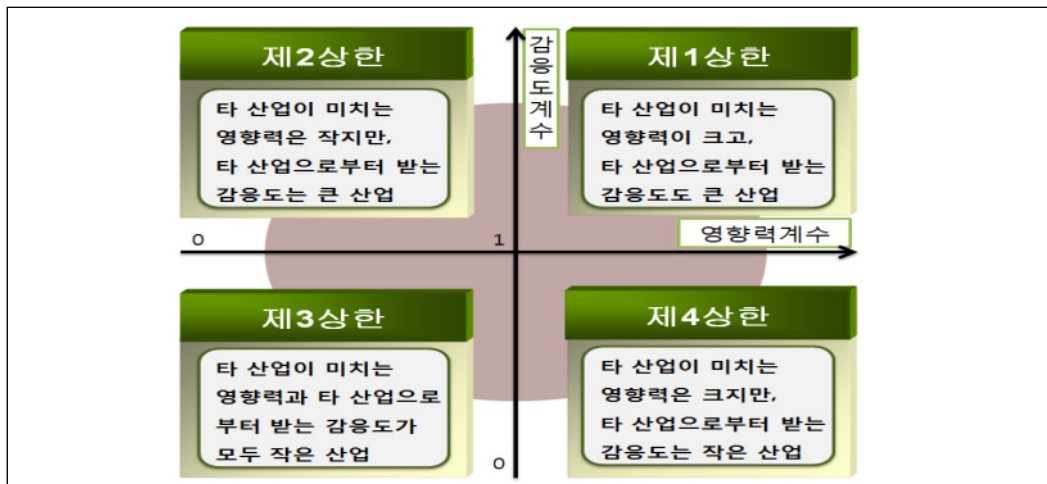 제2상한
타 산업이 미치는
영향력은 작지만,
타 산업으로부터 받는
감응도는 큰 산업
감응도계수
제1상한
타 산업이 미치는
영향력이 크고,
타 산업으로부터 받는
감응도도 큰 산업
0
1
영향력계수
제3상한
타 산업이 미치는
영향력과 타 산업으로
부터 받는 감응도가
모두 작은 산업
0
제4상한
타 산업이 미치는
영향력은 크지만,
타 산업으로부터 받는
감응도는 작은 산업